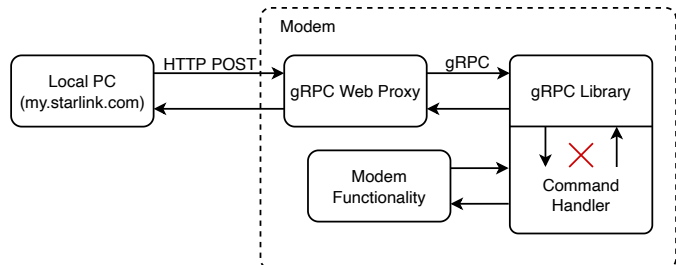 Modem
HTTP POST
gRPC
Local PC
(my.starlink.com)
gRPC Web Proxy
gRPC Library
Modem
Functionality
Command
Handler